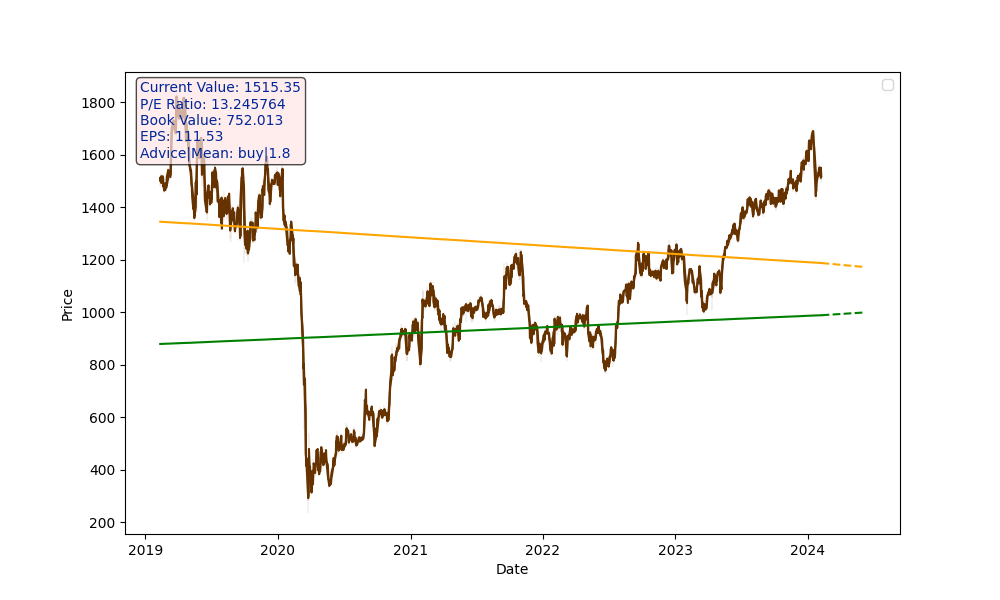 Current Value: 1515.35
P/E Ratio: 13.245764
Book Value: 752.013
EPS: 111.53
Advice|Mean: buy|1.8
1800
1600
1400
1200
1000
800
600
400
200
Price
2019 2020 2021 2022 2023 2024
Date